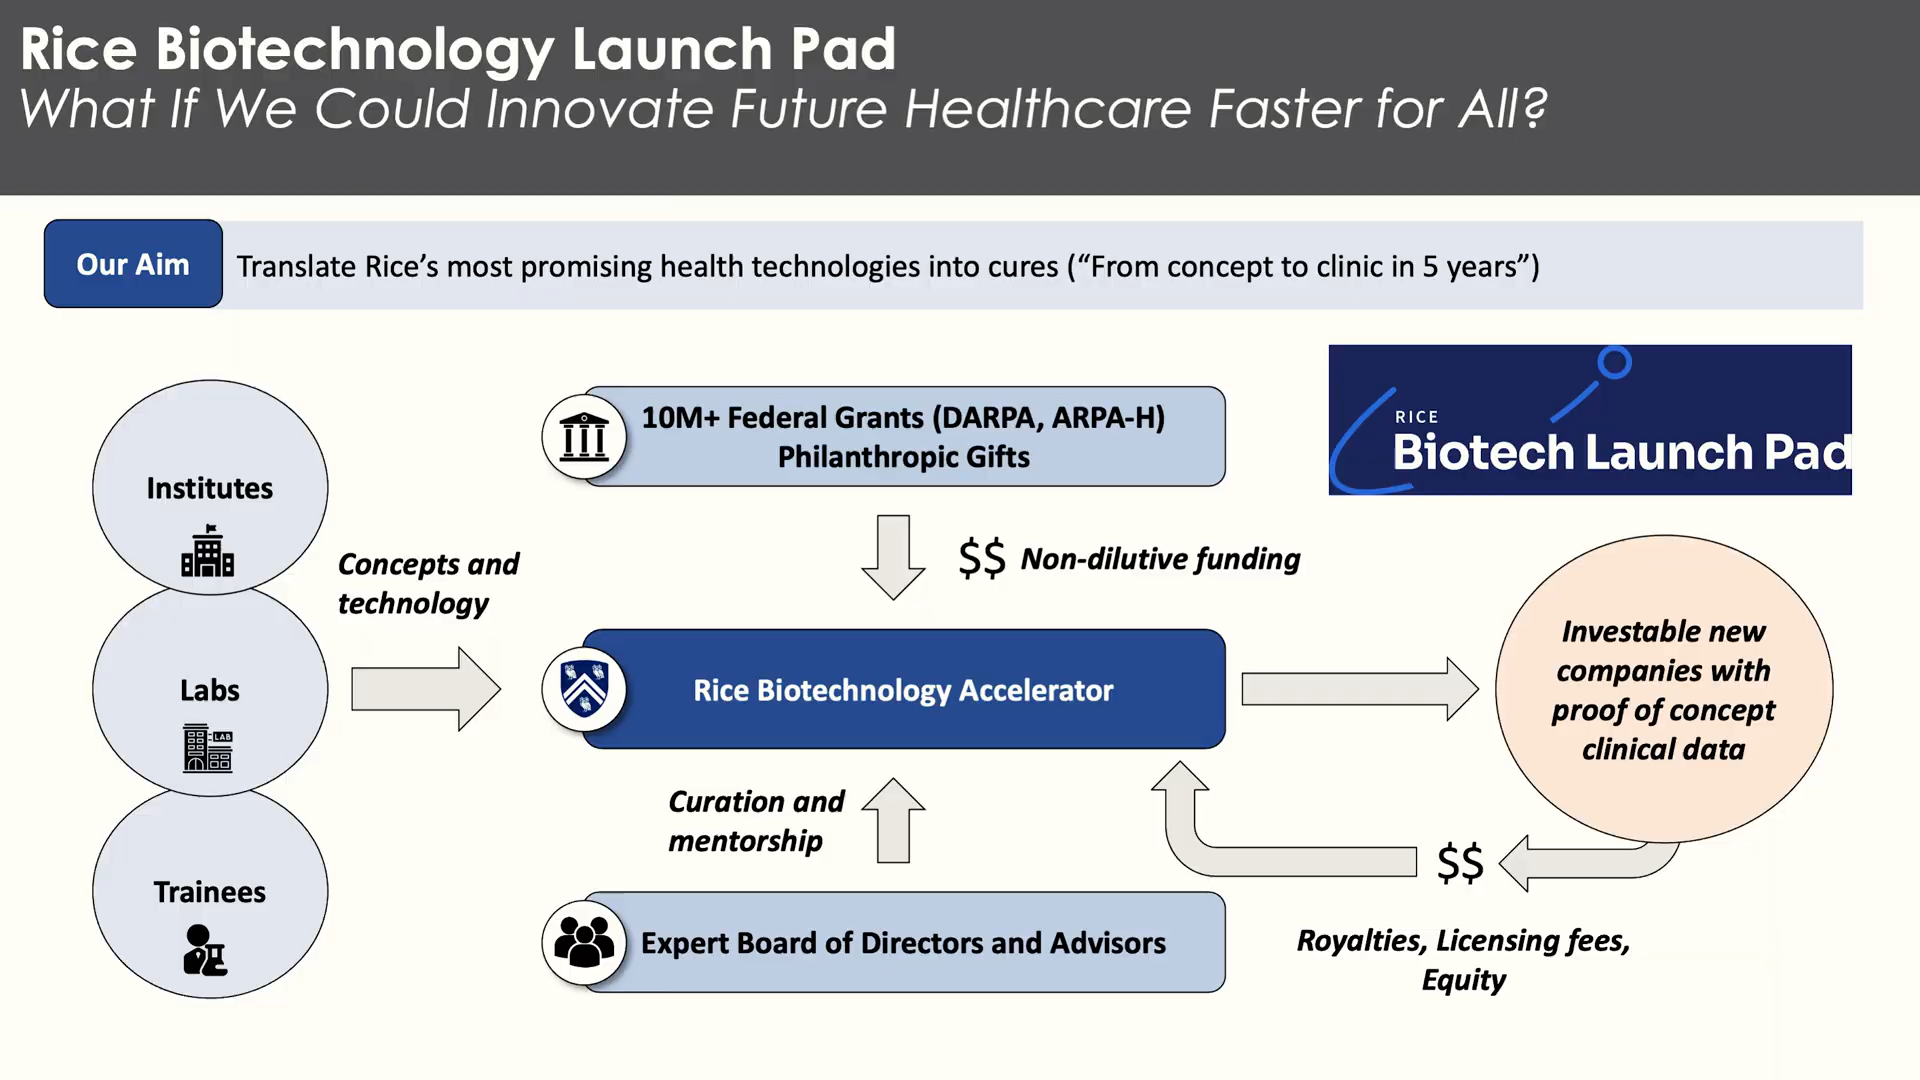 Rice Biotechnology Launch Pad
What If We Could Innovate Future Healthcare Faster for All?
Our Aim
Translate Rice’s most promising health technologies into cures (“From concept to clinic in 5 years”)
Institutes
Labs
LAB
Trainees
Concepts and
technology
10M+ Federal Grants (DARPA, ARPA-H)
Philanthropic Gifts
$$ Non-dilutive funding
Rice Biotechnology Accelerator
Curation and
mentorship
Expert Board of Directors and Advisors
RICE
Biotech Launch Pad
Investable new
companies with
proof of concept
clinical data
$$
Royalties, Licensing fees,
Equity